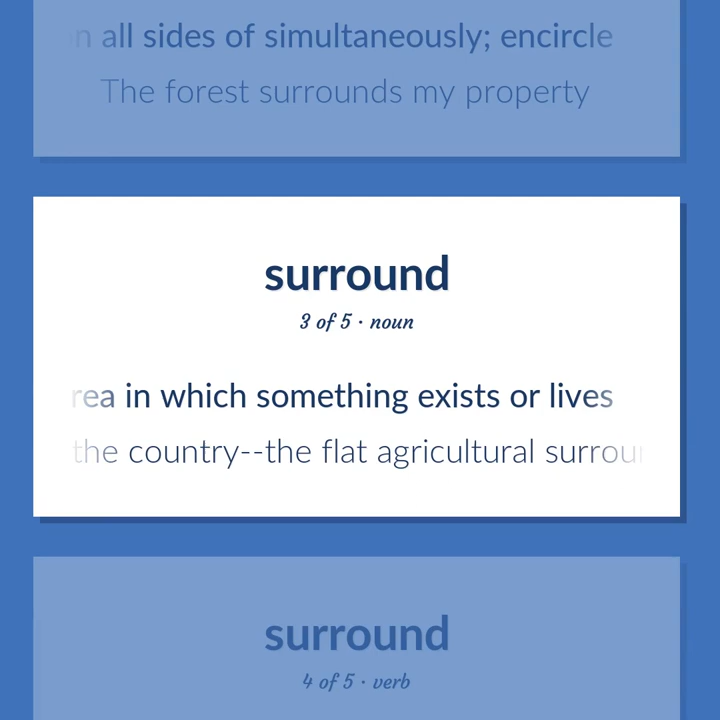 all sides of simultaneously; encircle
The forest surrounds my property
surround
3 of 5 · noun
in which something exists or lives
the country--the flat agricultural
surround
4 of 5 · verb